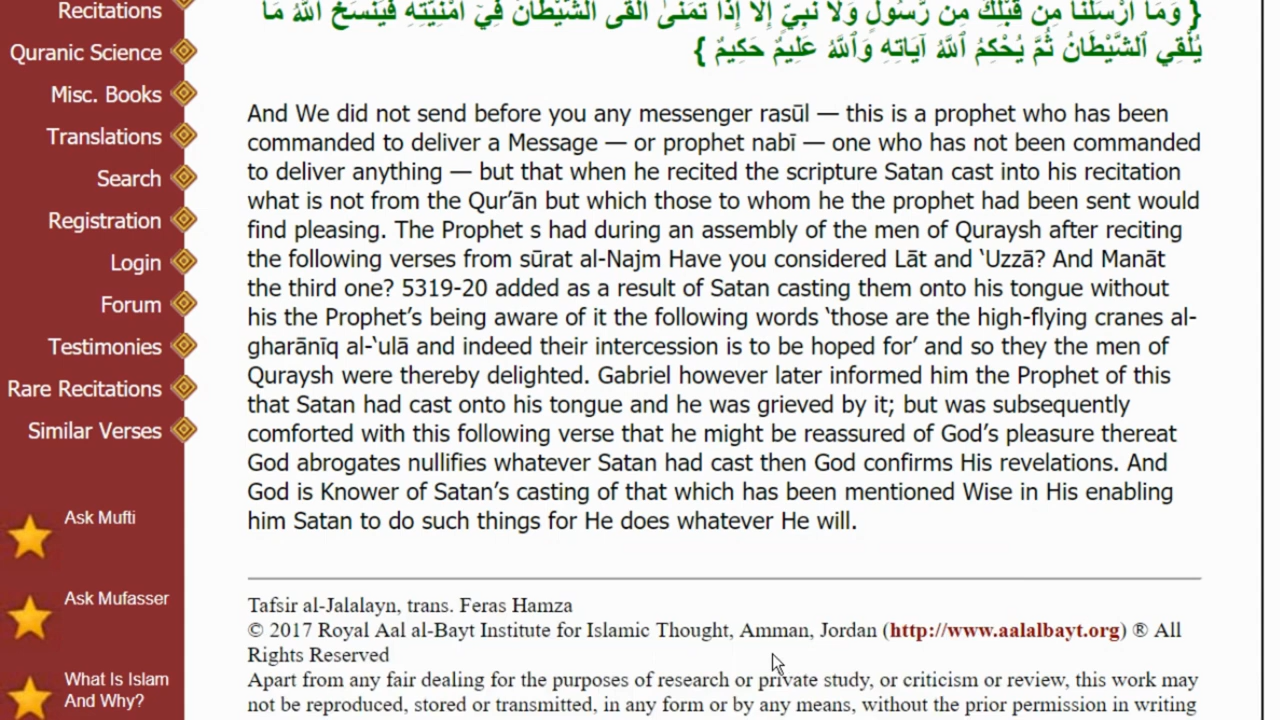 Recitations
Quranic Science
Misc. Books
Translations
Search
Registration
Login
Forum
Testimonies
Rare Recitations
Similar Verses
Ask Mufti
Ask Mufasser
What Is Islam
And Why?
{ وَمَآ أَرْسَلْنَا مِن قَبْلِكَ مِن رَّسُولٍ وَلاَ نَبِيٍّ إِلاَّ إِذَا تَمَنَّىٰ أَلْقَى ٱلشَّيْطَانُ فِيۤ أُمْنِيَّتِهِ فَيَنسَخُ ٱللَّهُ مَا
يُلْقِي ٱلشَّيْطَانُ ثُمَّ يُحْكِمُ ٱللَّهُ آيَاتِهِ وَٱللَّهُ عَلِيمٌ حَكِيمٌ }
And We did not send before you any messenger rasūl — this is a prophet who has been
commanded to deliver a Message — or prophet nabī — one who has not been commanded
to deliver anything — but that when he recited the scripture Satan cast into his recitation
what is not from the Qur’ān but which those to whom he the prophet had been sent would
find pleasing. The Prophet s had during an assembly of the men of Quraysh after reciting
the following verses from sūrat al-Najm Have you considered Lāt and ‘Uzzā? And Manāt
the third one? 5319-20 added as a result of Satan casting them onto his tongue without
his the Prophet’s being aware of it the following words ‘those are the high-flying cranes al-
gharānīq al-‘ulā and indeed their intercession is to be hoped for’ and so they the men of
Quraysh were thereby delighted. Gabriel however later informed him the Prophet of this
that Satan had cast onto his tongue and he was grieved by it; but was subsequently
comforted with this following verse that he might be reassured of God’s pleasure thereat
God abrogates nullifies whatever Satan had cast then God confirms His revelations. And
God is Knower of Satan’s casting of that which has been mentioned Wise in His enabling
him Satan to do such things for He does whatever He will.
Tafsir al-Jalalayn, trans. Feras Hamza
© 2017 Royal Aal al-Bayt Institute for Islamic Thought, Amman, Jordan (http://www.aalalbayt.org) ® All
Rights Reserved
Apart from any fair dealing for the purposes of research or private study, or criticism or review, this work may
not be reproduced, stored or transmitted, in any form or by any means, without the prior permission in writing